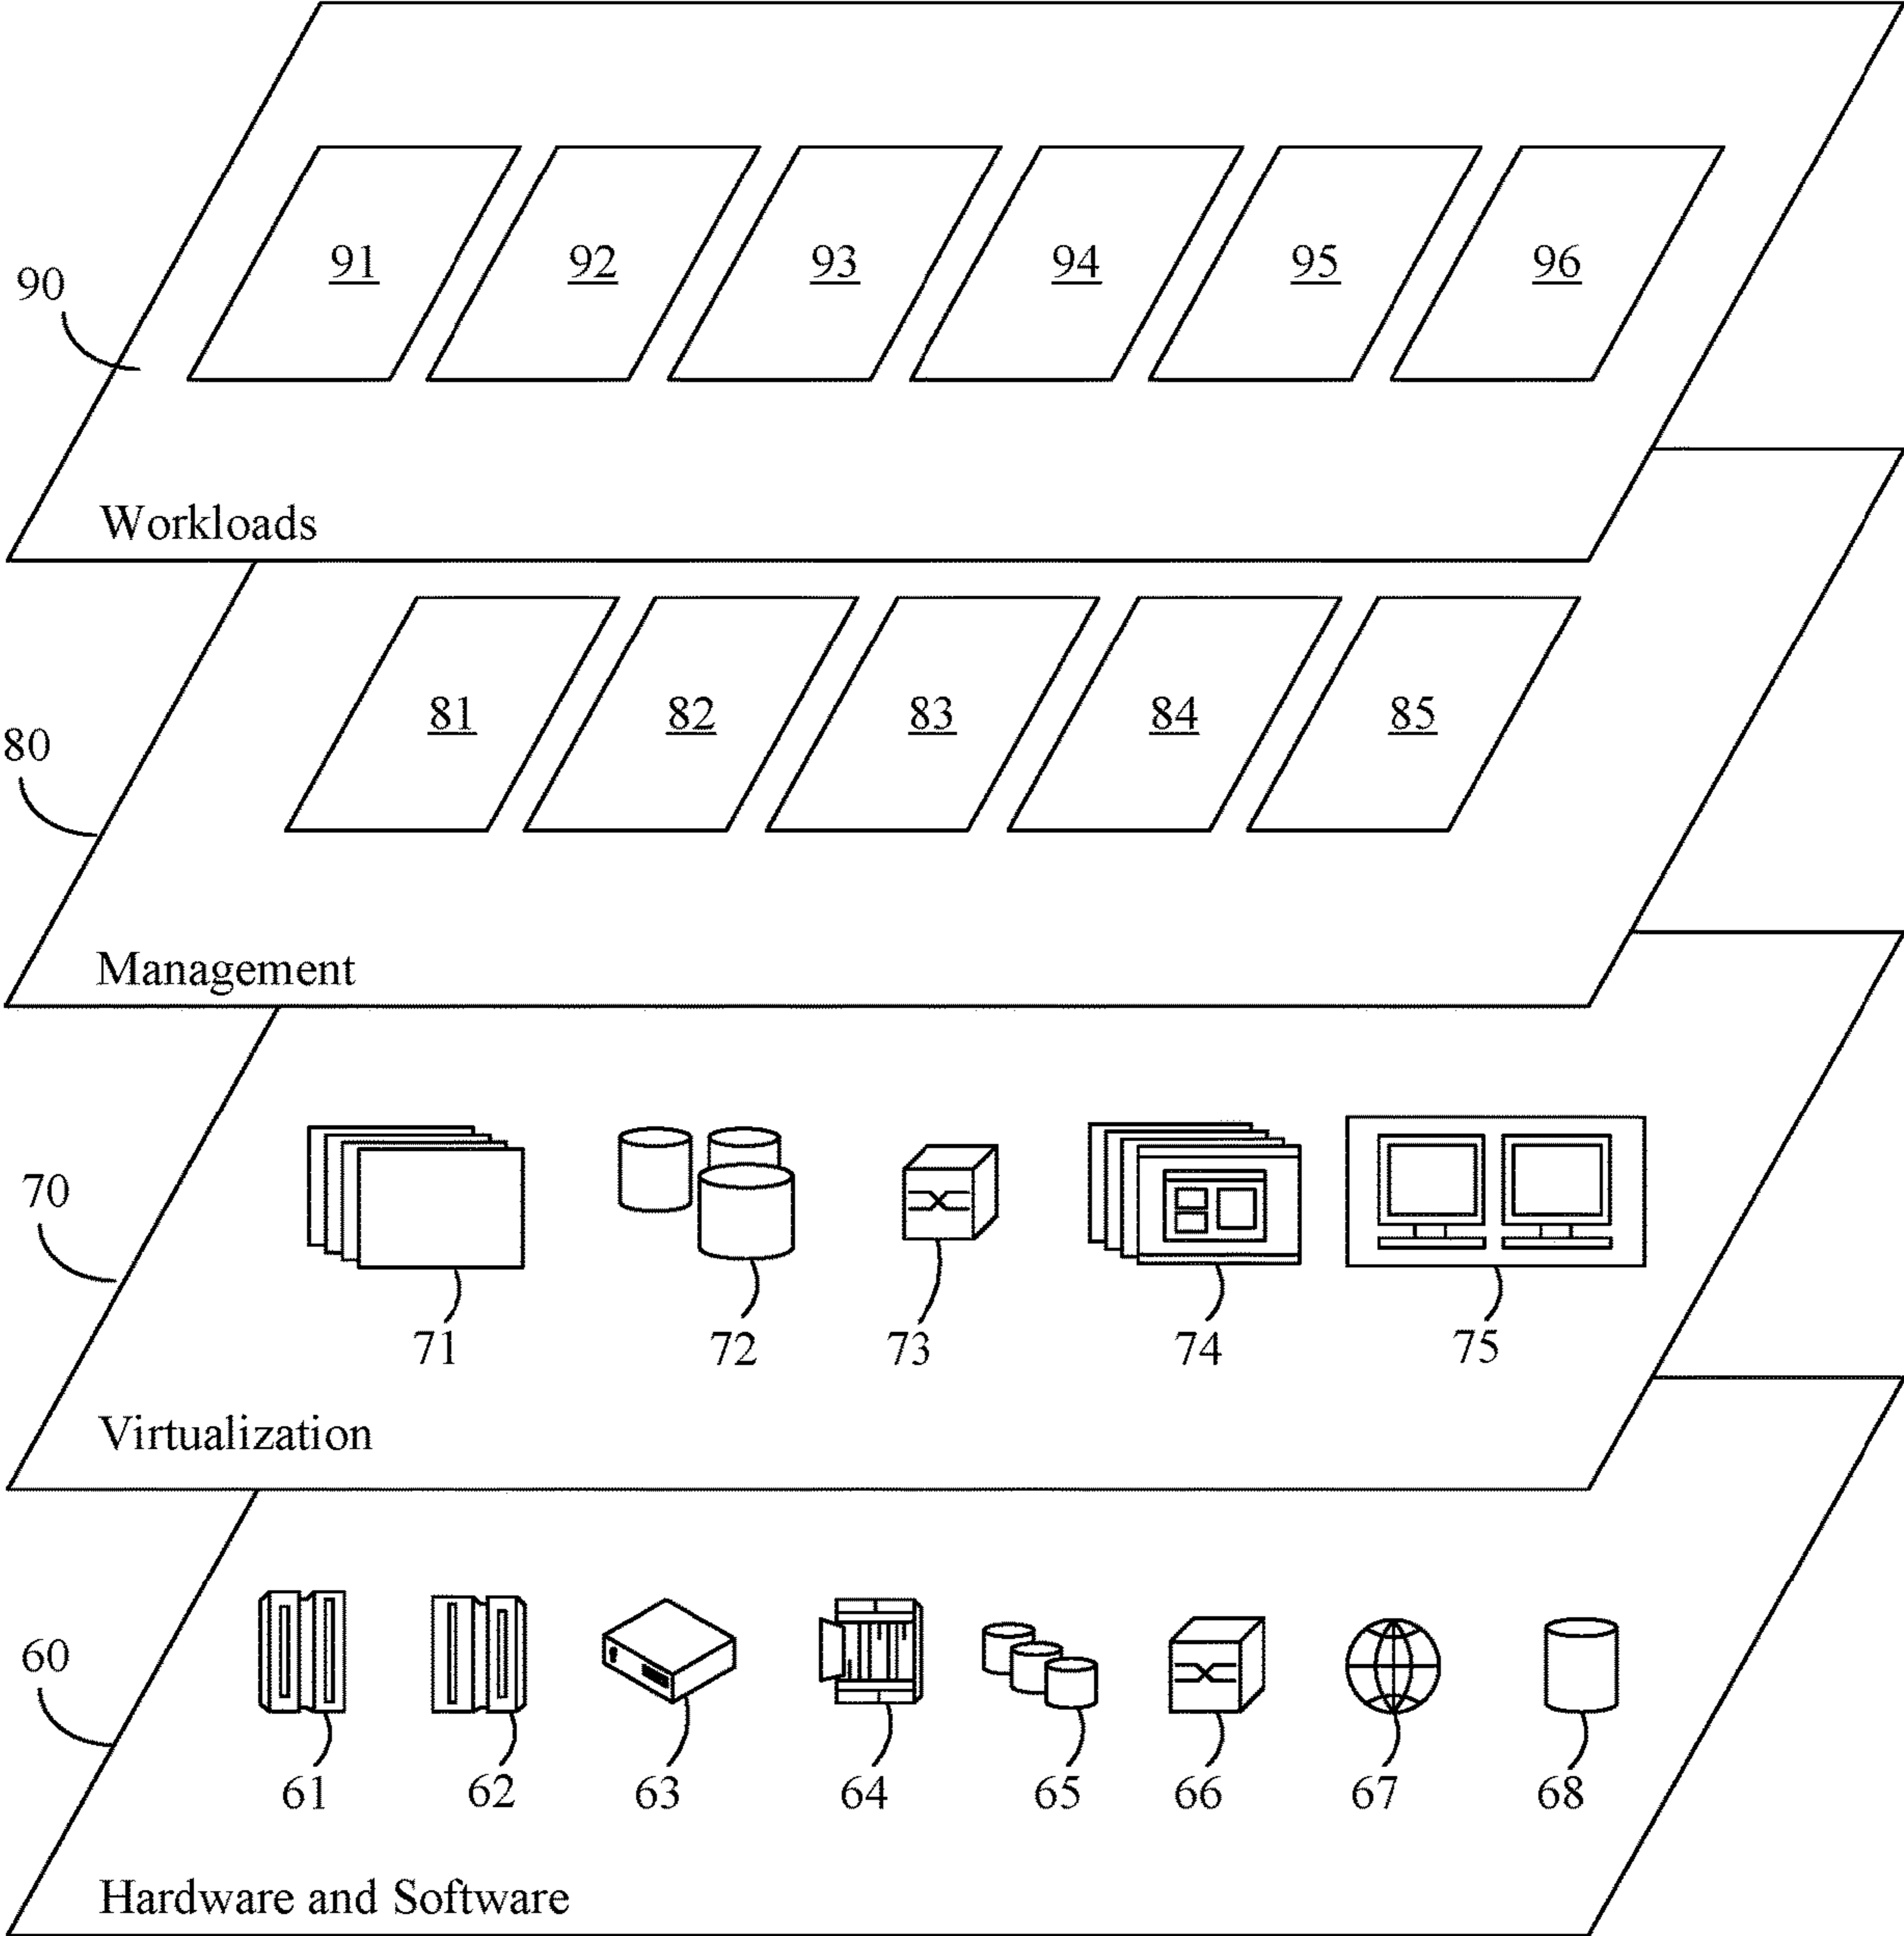 91 92 93 94 95 96
90
Workloads
81 82 83 84 85
80
Management
70
71 72 73 74 75
Virtualization
60
61 62 63 64 65 66 67 68
Hardware and Software